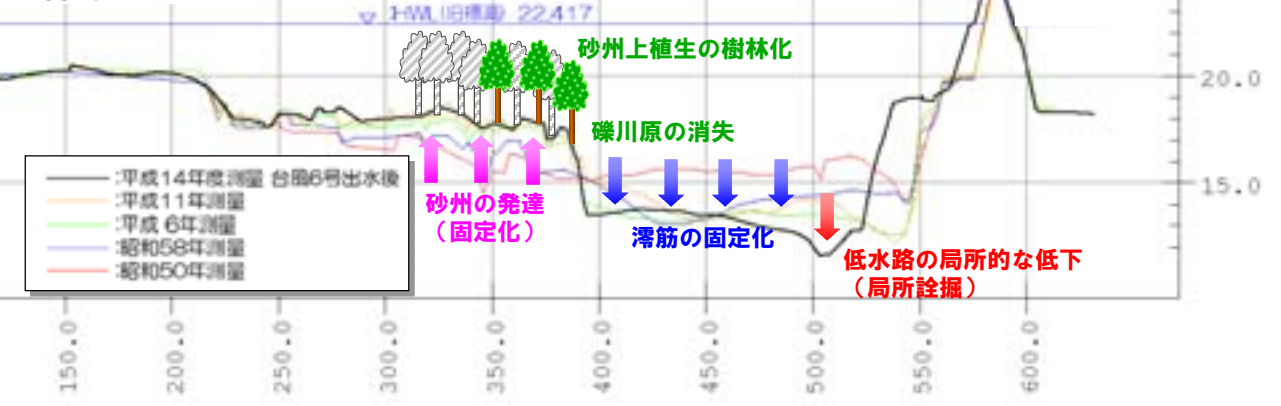 HWL(旧標高) 22.417
砂州上植生の樹林化
20.0
礫川原の消失
:平成14年度測量 台風6号出水後
:平成11年測量
:平成 6年測量
:昭和58年測量
:昭和50年測量
15.0
砂州の発達
（固定化）
澪筋の固定化
低水路の局所的な低下
（局所詮掘）
150.0
200.0
250.0
300.0
350.0
400.0
450.0
500.0
550.0
600.0